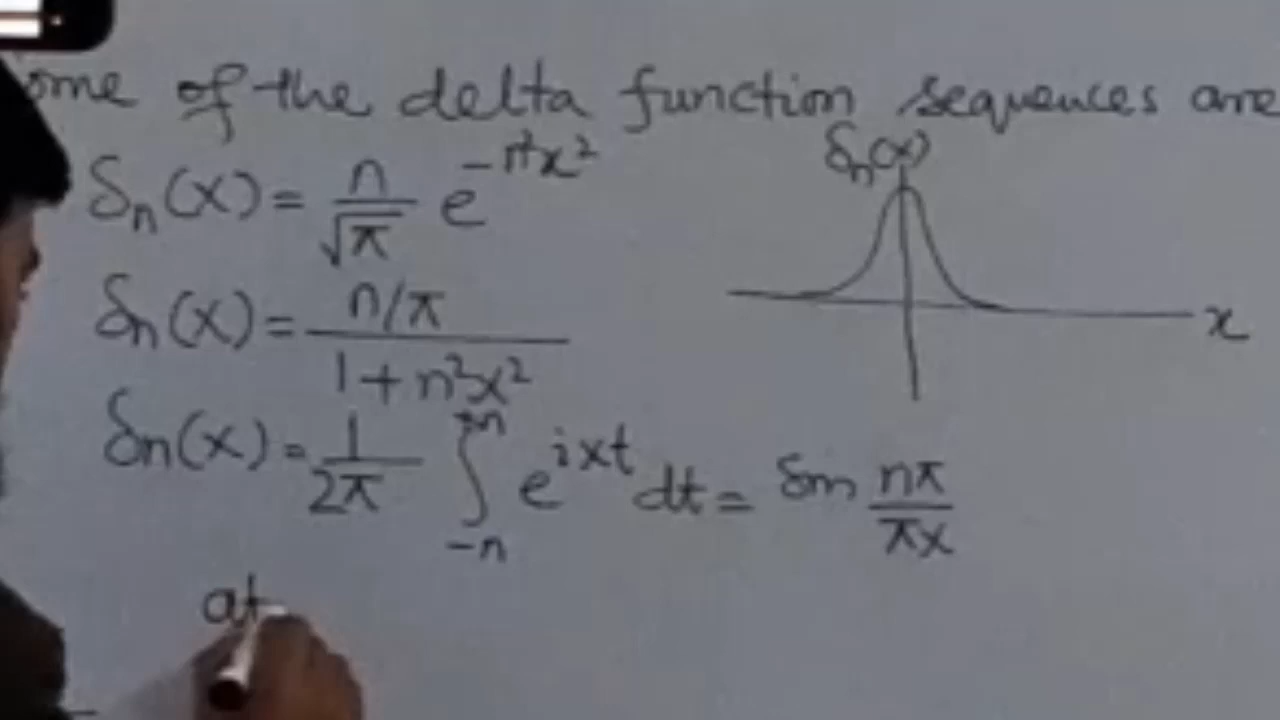 ome of the delta function sequences are
δn(x) = n/√π e^-n²x²
δn(x)
x
δn(x) = n/π / 1 + n²x²
δn(x) = 1/2π ∫_-n^+n e^ixt dt = sin nπ/πx
at